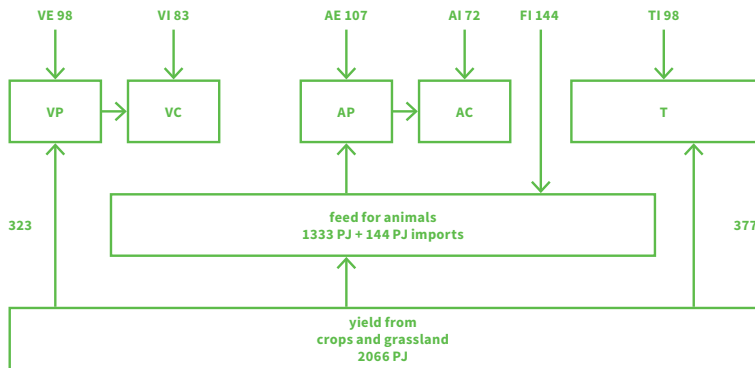 VE 98
VI 83
AE 107
AI 72
FI 144
TI 98
VP
VC
AP
AC
T
323
feed for animals
1333 PJ + 144 PJ imports
377
yield from
crops and grassland
2066 PJ